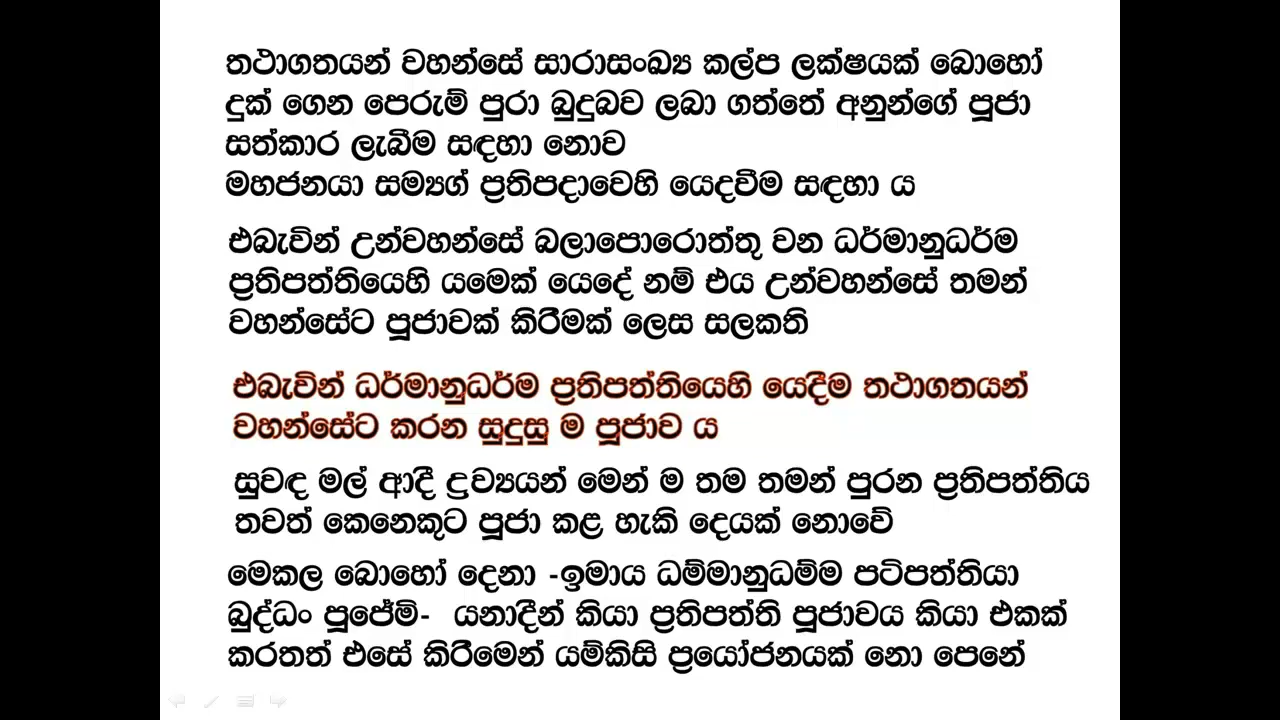 තථාගතයන් වහන්සේ සාරාසංඛ්‍ය කල්ප ලක්ෂයක් බොහෝ
දුක් ගෙන පෙරුම් පුරා බුදුබව ලබා ගත්තේ අනුන්ගේ පූජා
සත්කාර ලැබීම සඳහා නොව
මහජනයා සම්‍යග් ප්‍රතිපදාවෙහි යෙදවීම සඳහා ය
එබැවින් උන්වහන්සේ බලාපොරොත්තු වන ධර්මානුධර්ම
ප්‍රතිපත්තියෙහි යමෙක් යෙදේ නම් එය උන්වහන්සේ තමන්
වහන්සේට පූජාවක් කිරීමක් ලෙස සලකති
එබැවින් ධර්මානුධර්ම ප්‍රතිපත්තියෙහි යෙදීම තථාගතයන්
වහන්සේට කරන සුදුසු ම පූජාව ය
සුවඳ මල් ආදී ද්‍රව්‍යයන් මෙන් ම තම තමන් පුරන ප්‍රතිපත්තිය
තවත් කෙනෙකුට පූජා කළ හැකි දෙයක් නොවේ
මෙකල බොහෝ දෙනා -ඉමාය ධම්මානුධම්ම පටිපත්තියා
බුද්ධං පූජේමි- යනාදීන් කියා ප්‍රතිපත්ති පූජාවය කියා එකක්
කරතත් එසේ කිරීමෙන් යම්කිසි ප්‍රයෝජනයක් නො පෙනේ